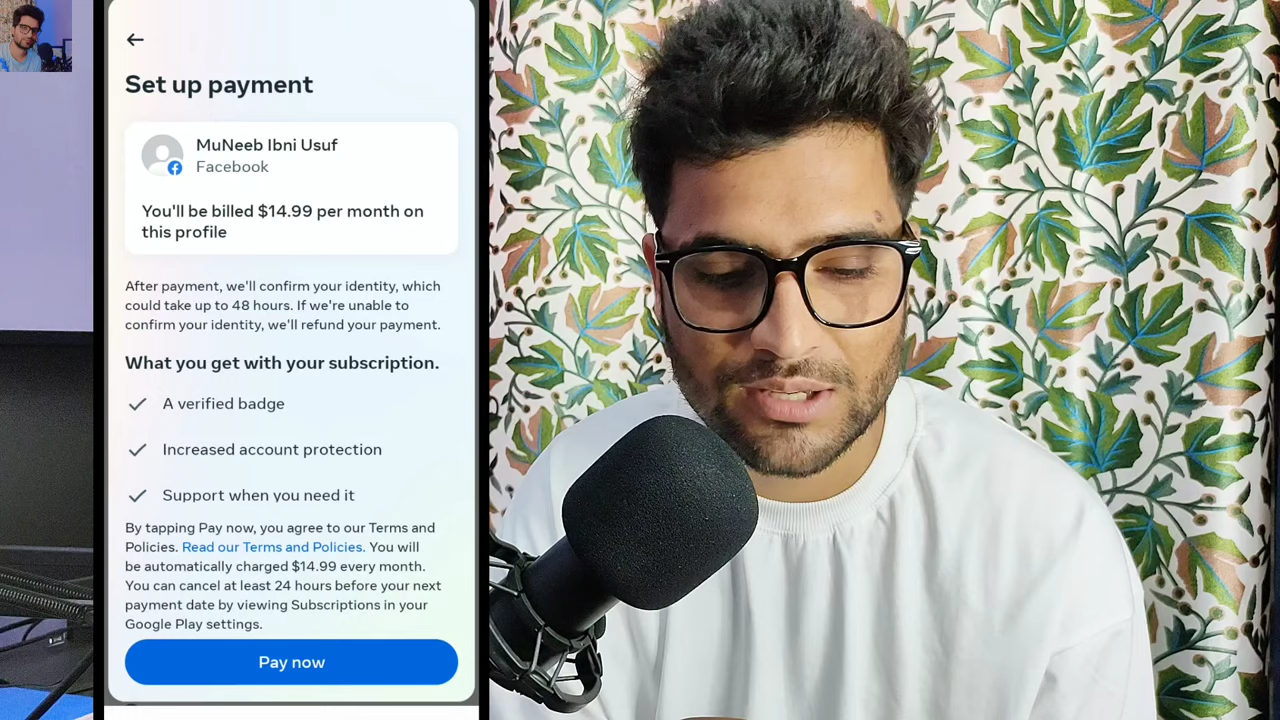 Set up payment
MuNeeb Ibni Usuf
Facebook
You'll be billed $14.99 per month on
this profile
After payment, we'll confirm your identity, which
could take up to 48 hours. If we're unable to
confirm your identity, we'll refund your payment.
What you get with your subscription.
A verified badge
Increased account protection
Support when you need it
By tapping Pay now, you agree to our Terms and
Policies. Read our Terms and Policies. You will
be automatically charged $14.99 every month.
You can cancel at least 24 hours before your next
payment date by viewing Subscriptions in your
Google Play settings.
Pay now